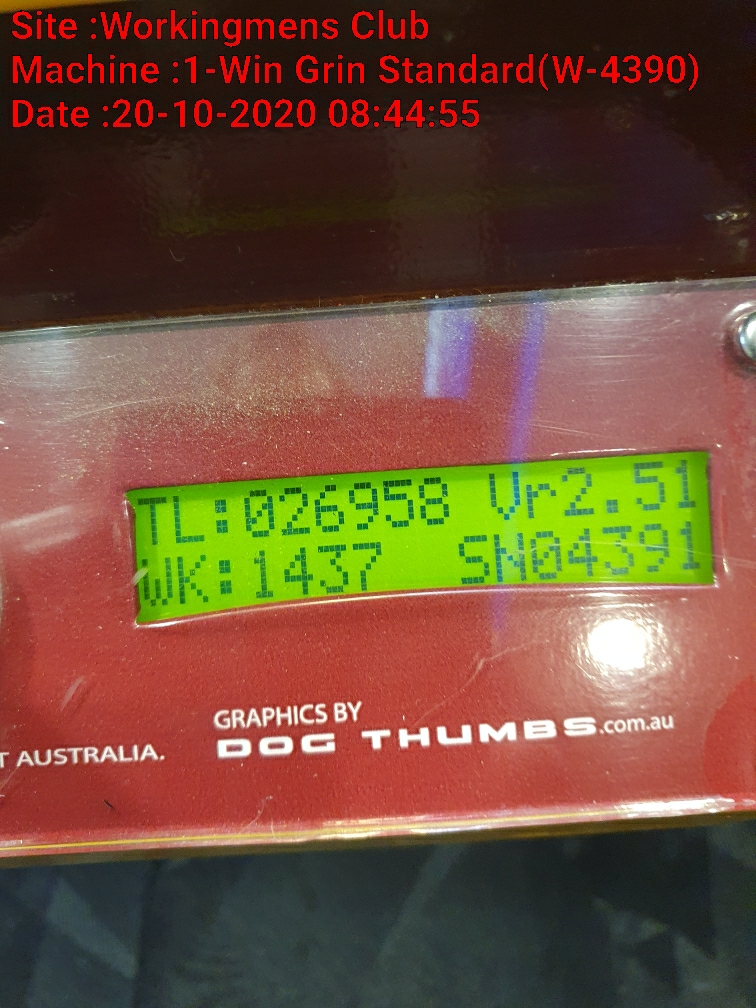 Site :Workingmens Club
Machine :1-Win Grin Standard(W-4390)
Date :20-10-2020 08:44:55
TL:026958 Vr2.51
WK:1437 SN04391
GRAPHICS BY
DOG THUMBS.com.au
T AUSTRALIA.